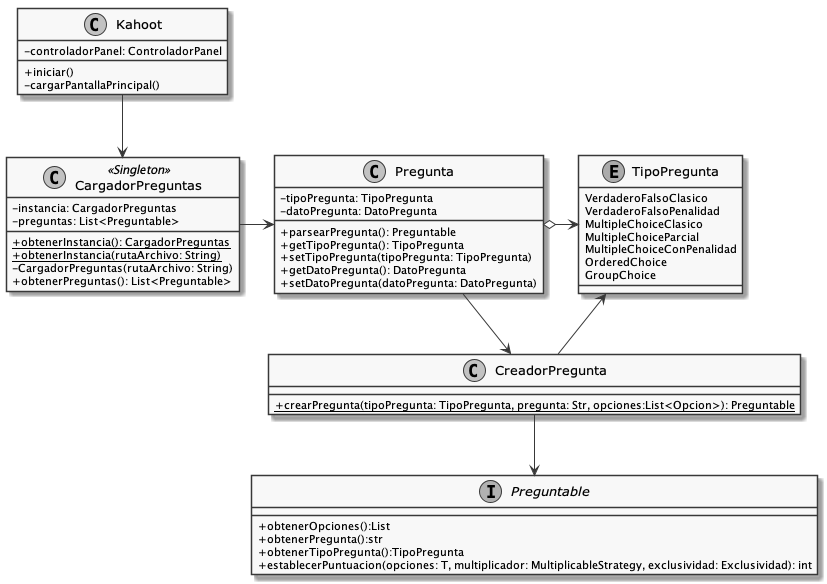 C Kahoot
-controladorPanel: ControladorPanel
+iniciar()
-cargarPantallaPrincipal()
«Singleton»
C CargadorPreguntas
-instancia: CargadorPreguntas
-preguntas: List<Preguntable>
+obtenerInstancia(): CargadorPreguntas
+obtenerInstancia(rutaArchivo: String)
-CargadorPreguntas(rutaArchivo: String)
+obtenerPreguntas(): List<Preguntable>
C Pregunta
-tipoPregunta: TipoPregunta
-datoPregunta: DatoPregunta
+parsearPregunta(): Preguntable
+getTipoPregunta(): TipoPregunta
+setTipoPregunta(tipoPregunta: TipoPregunta)
+getDatoPregunta(): DatoPregunta
+setDatoPregunta(datoPregunta: DatoPregunta)
E TipoPregunta
VerdaderoFalsoClasico
VerdaderoFalsoPenalidad
MultipleChoiceClasico
MultipleChoiceParcial
MultipleChoiceConPenalidad
OrderedChoice
GroupChoice
C CreadorPregunta
+crearPregunta(tipoPregunta: TipoPregunta, pregunta: Str, opciones:List<Opcion>): Preguntable
I Preguntable
+obtenerOpciones():List
+obtenerPregunta():str
+obtenerTipoPregunta():TipoPregunta
+establecerPuntuacion(opciones: T, multiplicador: MultiplicableStrategy, exclusividad: Exclusividad): int